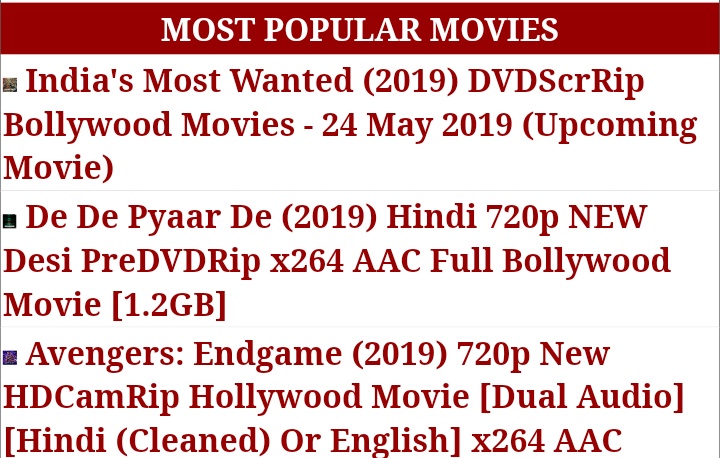 MOST POPULAR MOVIES
India's Most Wanted (2019) DVDScrRip
Bollywood Movies - 24 May 2019 (Upcoming
Movie)
De De Pyaar De (2019) Hindi 720p NEW
Desi PreDVDRip x264 AAC Full Bollywood
Movie [1.2GB]
Avengers: Endgame (2019) 720p New
HDCamRip Hollywood Movie [Dual Audio]
[Hindi (Cleaned) Or English] x264 AAC